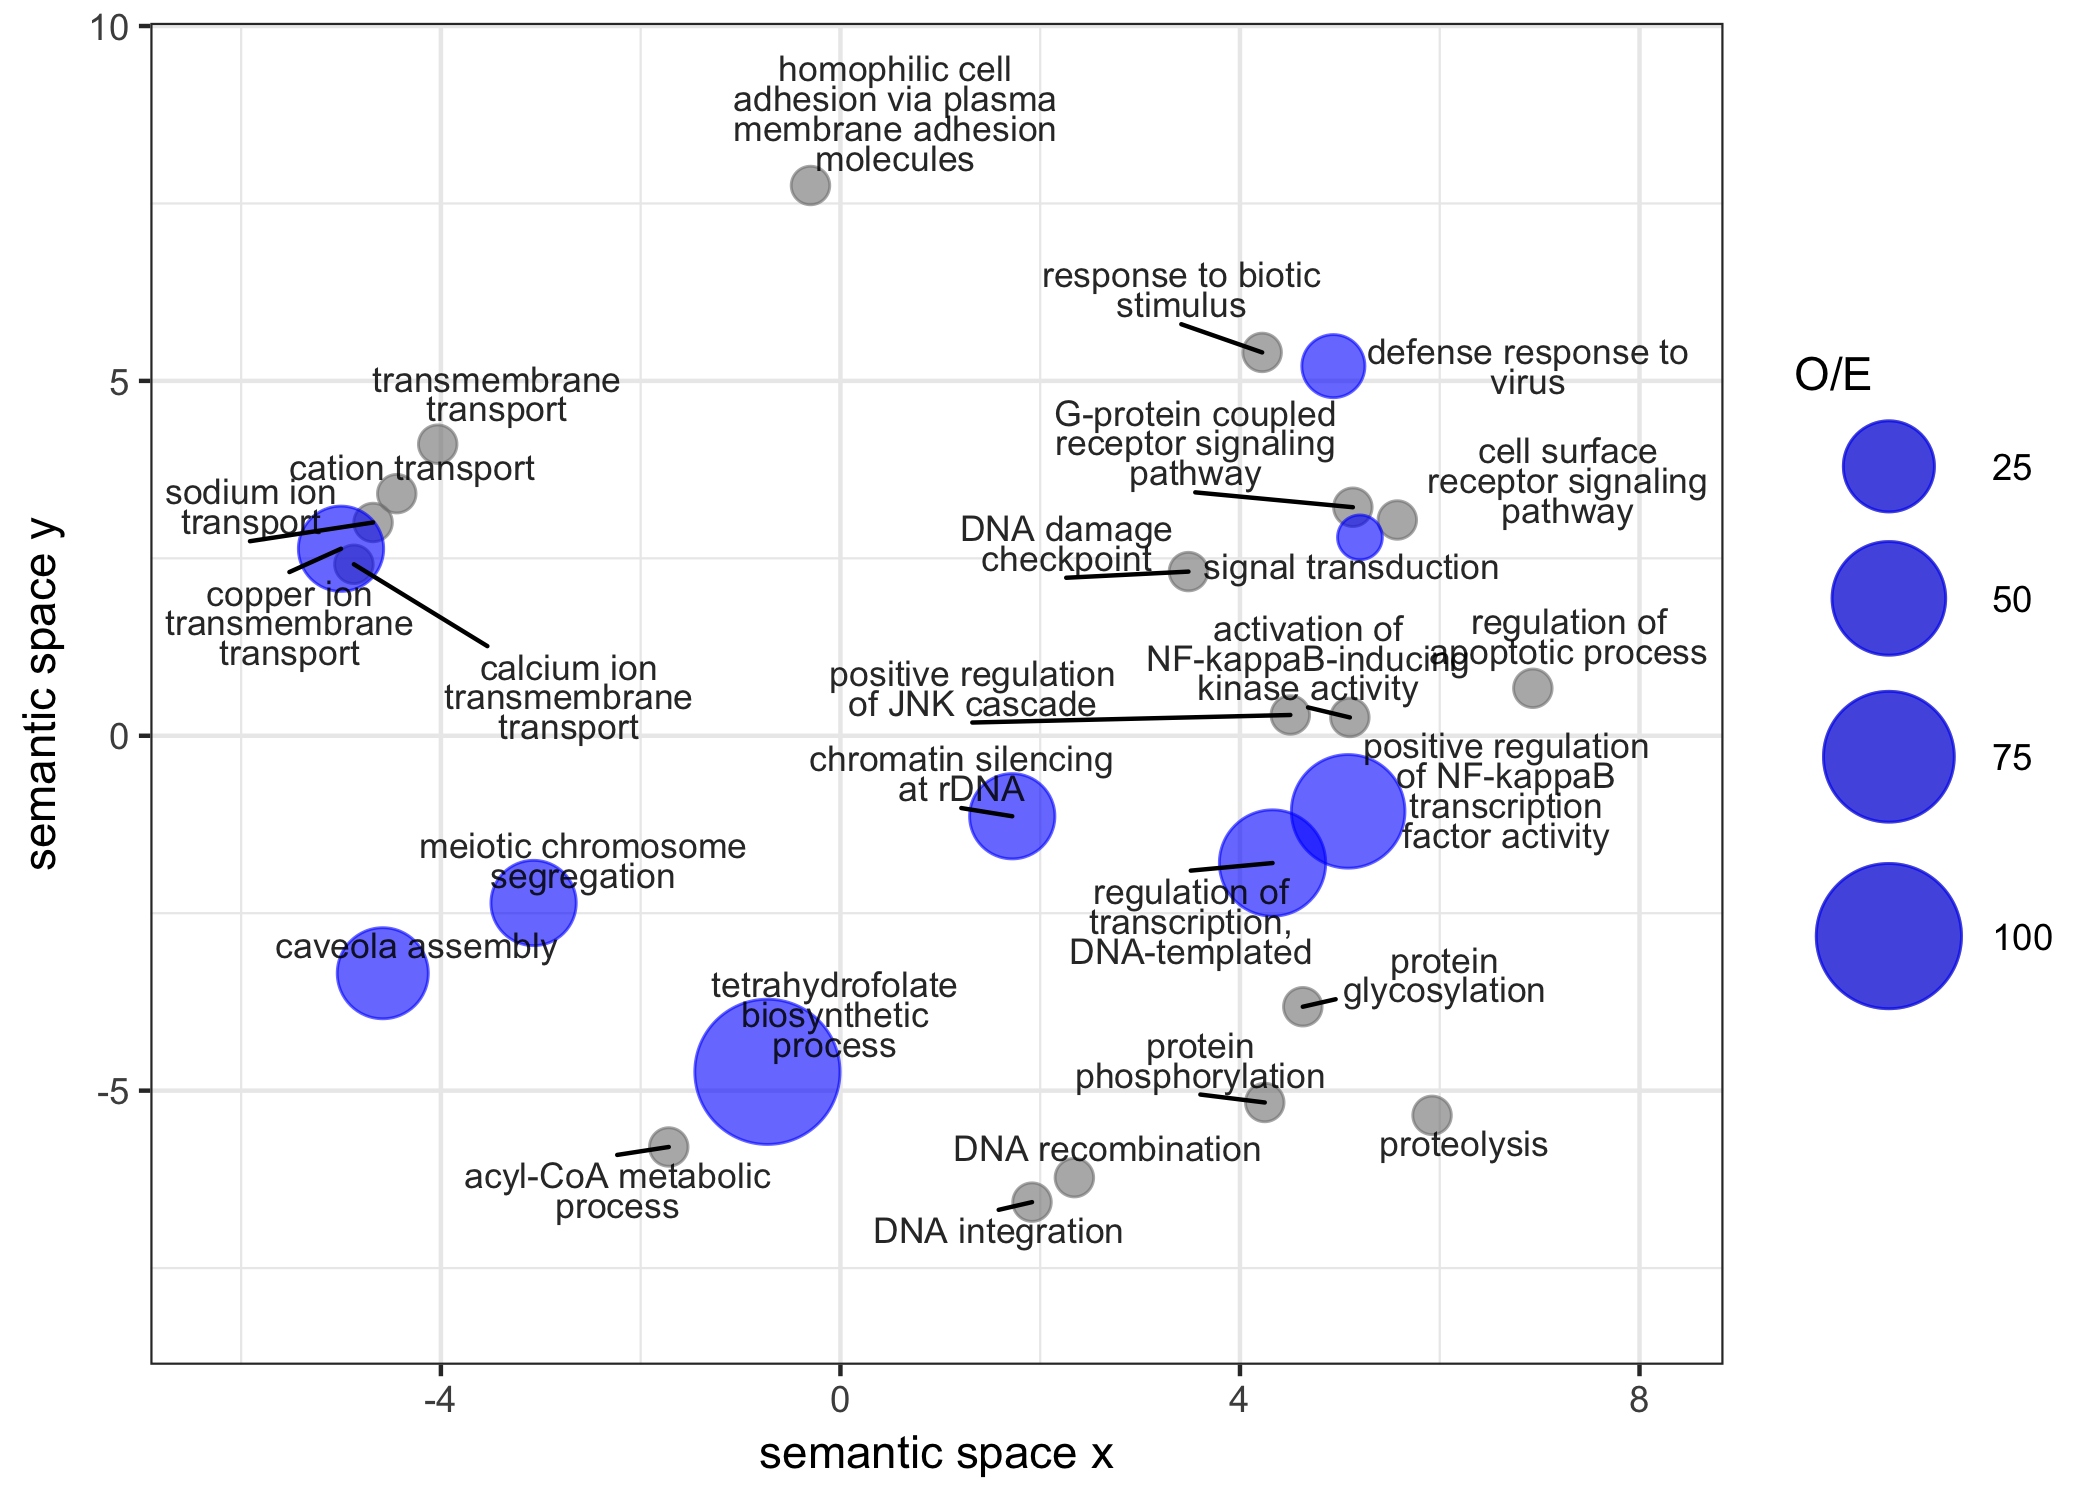 10
5
0
-5
-4
0
4
8
semantic space y
semantic space x
homophilic cell
adhesion via plasma
membrane adhesion
molecules
response to biotic
stimulus
defense response to
virus
transmembrane
transport
G-protein coupled
receptor signaling
pathway
cell surface
receptor signaling
pathway
cation transport
sodium ion
transport
DNA damage
checkpoint
signal transduction
copper ion
transmembrane
transport
calcium ion
transmembrane
transport
activation of
NF-kappaB-inducing
kinase activity
regulation of
apoptotic process
positive regulation
of JNK cascade
chromatin silencing
at rDNA
positive regulation
of NF-kappaB
transcription
factor activity
meiotic chromosome
segregation
regulation of
transcription,
DNA-templated
caveola assembly
tetrahydrofolate
biosynthetic
process
protein
glycosylation
protein
phosphorylation
proteolysis
acyl-CoA metabolic
process
DNA recombination
DNA integration
O/E
25
50
75
100